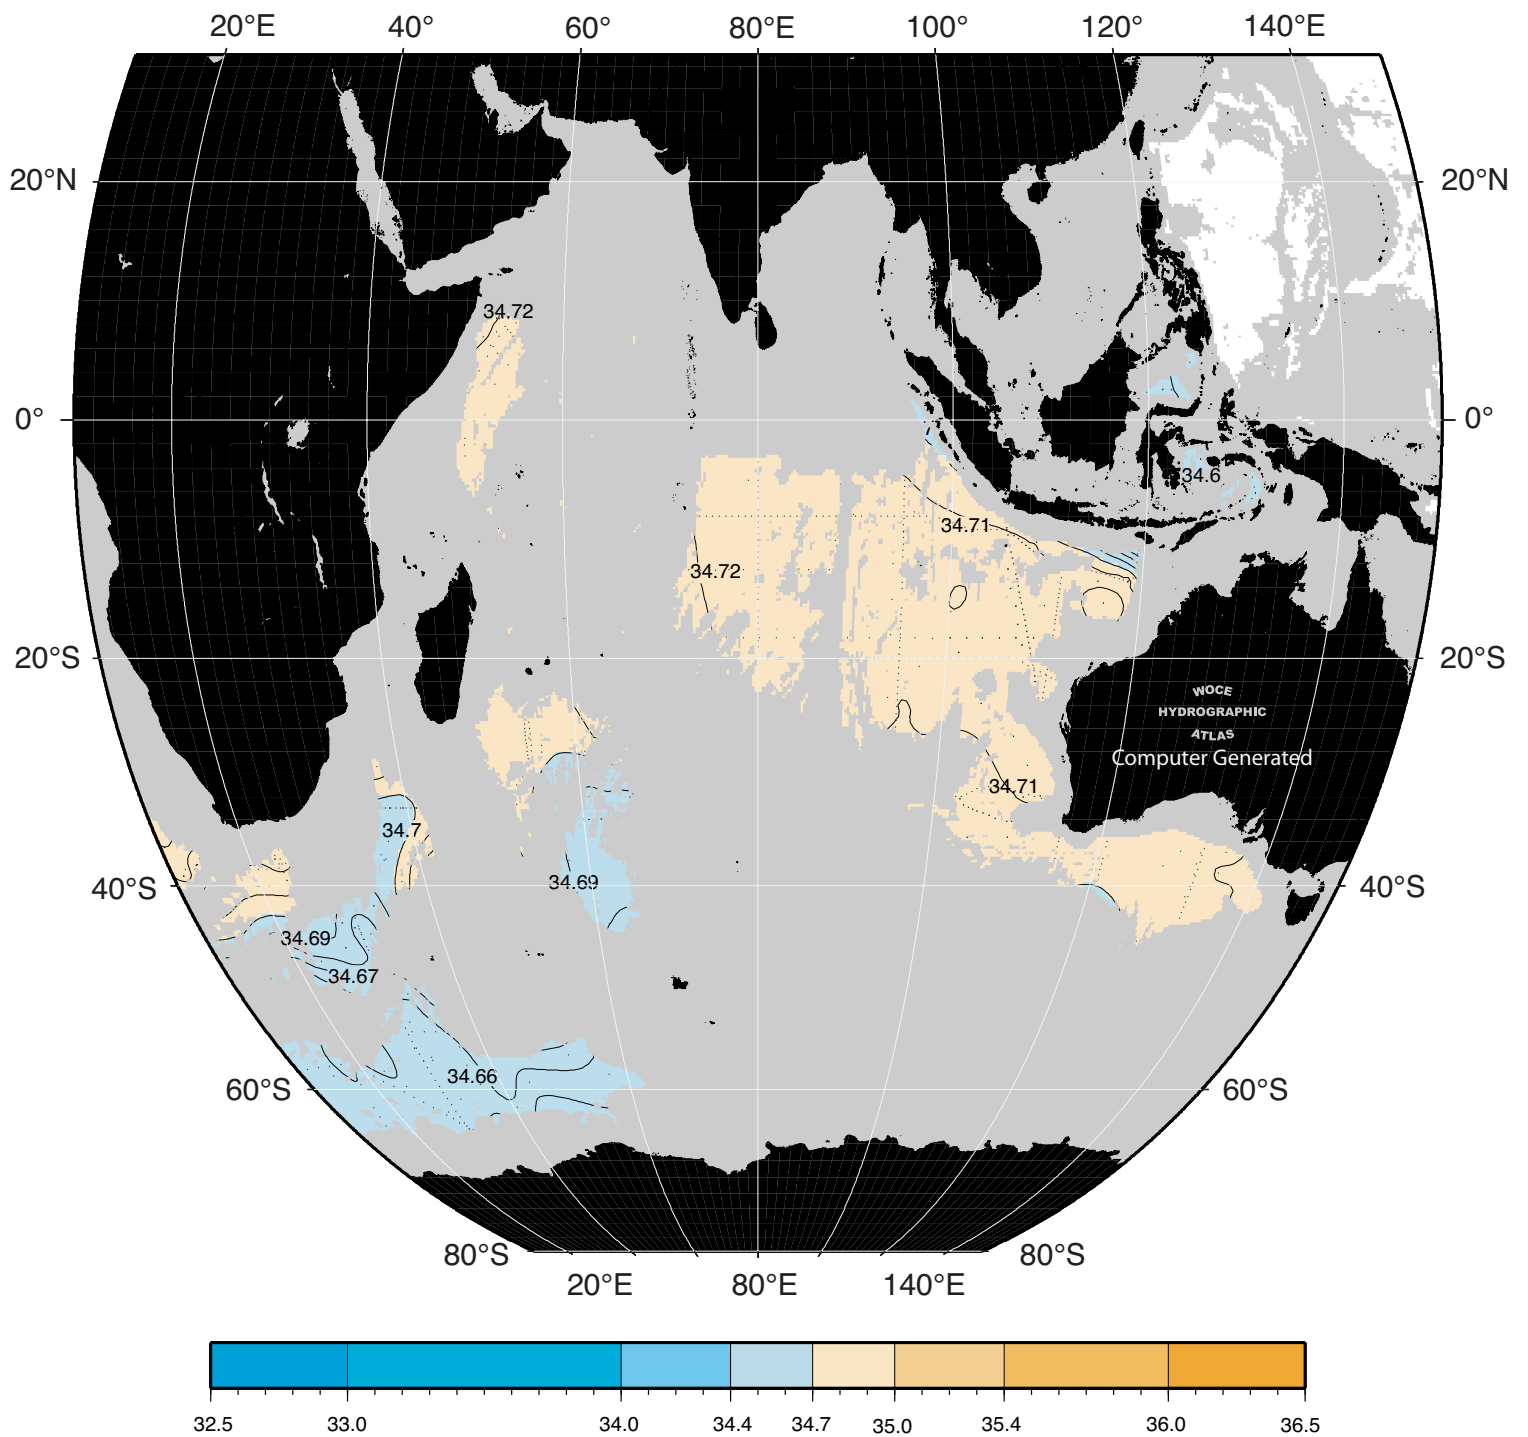 20°E 40° 60° 80°E 100° 120° 140°E
20°N 20°N
34.72
0° 0°
34.6
34.71
34.72
20°S 20°S
WOCE
HYDROGRAPHIC
ATLAS
Computer Generated
34.71
34.7
34.69
40°S 40°S
34.69
34.67
34.66
60°S 60°S
80°S 80°S
20°E 80°E 140°E
32.5 33.0 34.0 34.4 34.7 35.0 35.4 36.0 36.5